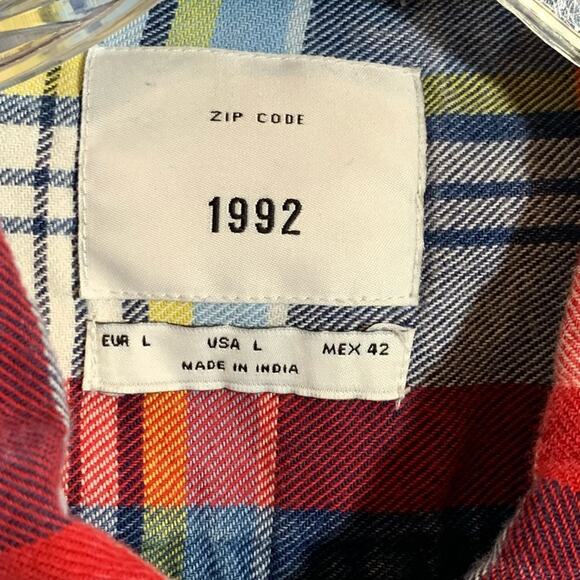 ZIP CODE
1992
EUR L USA L MEX 42
MADE IN INDIA